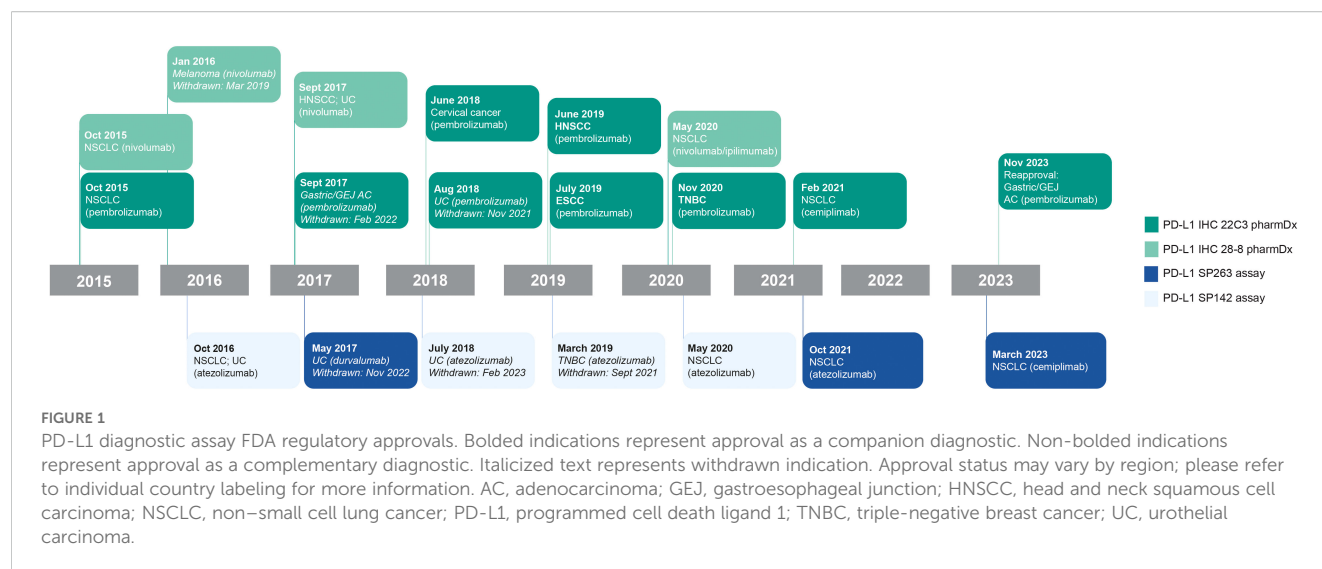 Jan 2016
Melanoma (nivolumab)
Withdrawn: Mar 2019
Oct 2015
NSCLC (nivolumab)
Oct 2015
NSCLC
(pembrolizumab)
Sept 2017
HNSCC; UC
(nivolumab)
Sept 2017
Gastric/GEJ AC
(pembrolizumab)
Withdrawn: Feb 2022
June 2018
Cervical cancer
(pembrolizumab)
Aug 2018
UC (pembrolizumab)
Withdrawn: Nov 2021
June 2019
HNSCC
(pembrolizumab)
July 2019
ESCC
(pembrolizumab)
May 2020
NSCLC
(nivolumab/ipilimumab)
Nov 2020
TNBC
(pembrolizumab)
Feb 2021
NSCLC
(cemiplimab)
Nov 2023
Reapproval:
Gastric/GEJ
AC (pembrolizumab)
PD-L1 IHC 22C3 pharmDx
PD-L1 IHC 28-8 pharmDx
PD-L1 SP263 assay
PD-L1 SP142 assay
2015
2016
2017
2018
2019
2020
2021
2022
2023
Oct 2016
NSCLC; UC
(atezolizumab)
May 2017
UC (durvalumab)
Withdrawn: Nov 2022
July 2018
UC (atezolizumab)
Withdrawn: Feb 2023
March 2019
TNBC (atezolizumab)
Withdrawn: Sept 2021
May 2020
NSCLC
(atezolizumab)
Oct 2021
NSCLC
(atezolizumab)
March 2023
NSCLC (cemiplimab)
FIGURE 1
PD-L1 diagnostic assay FDA regulatory approvals. Bolded indications represent approval as a companion diagnostic. Non-bolded indications
represent approval as a complementary diagnostic. Italicized text represents withdrawn indication. Approval status may vary by region; please refer
to individual country labeling for more information. AC, adenocarcinoma; GEJ, gastroesophageal junction; HNSCC, head and neck squamous cell
carcinoma; NSCLC, non–small cell lung cancer; PD-L1, programmed cell death ligand 1; TNBC, triple-negative breast cancer; UC, urothelial
carcinoma.